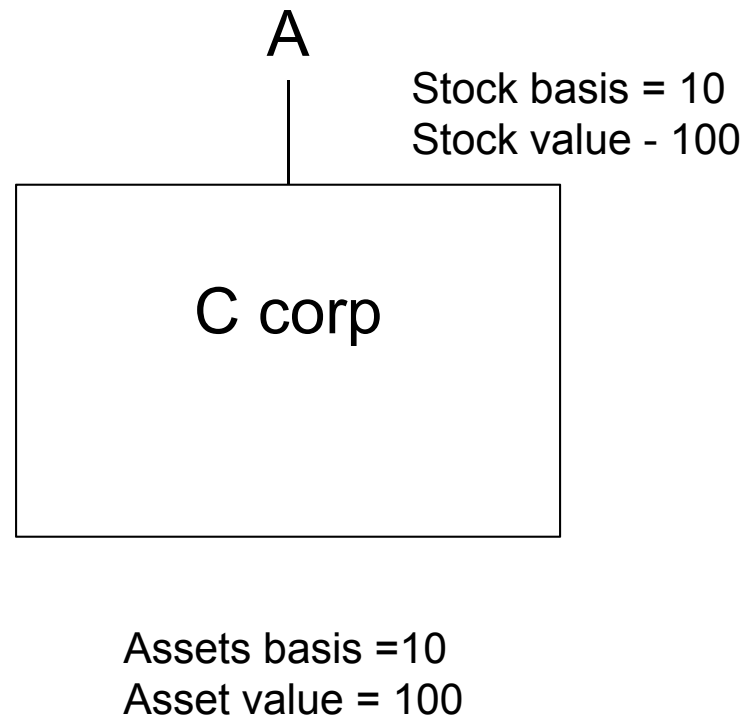 A
Stock basis = 10
Stock value - 100
C corp
Assets basis =10
Asset value = 100